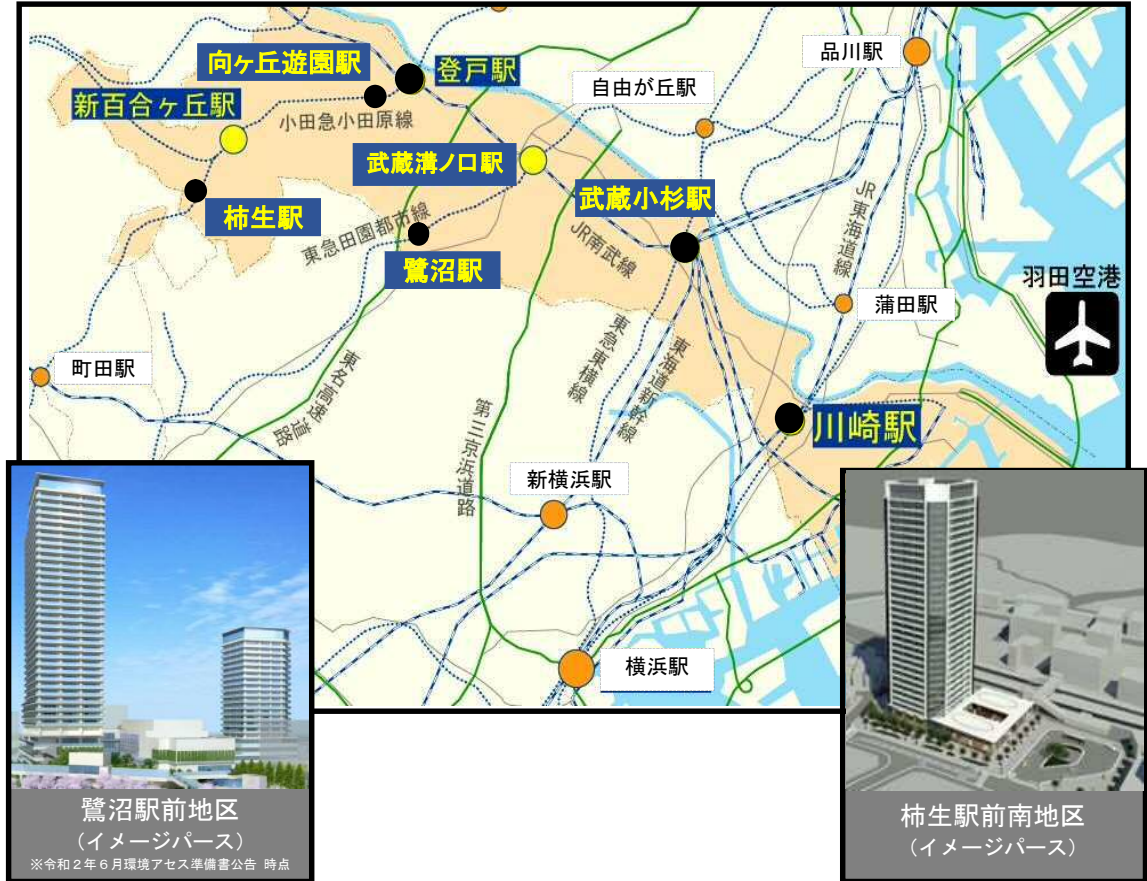 品川駅
向ヶ丘遊園駅
登戸駅
自由が丘駅
新百合ヶ丘駅
小田急小田原線
武蔵溝ノ口駅
武蔵小杉駅
柿生駅
東急田園都市線
JR南武線
JR東海道線
鷺沼駅
羽田空港
蒲田駅
町田駅
東名高速道路
第三京浜道路
東急東横線
東海道新幹線
川崎駅
新横浜駅
横浜駅
鷺沼駅前地区
(イメージパース)
※令和2年6月環境アセス準備書公告 時点
柿生駅前南地区
(イメージパース)